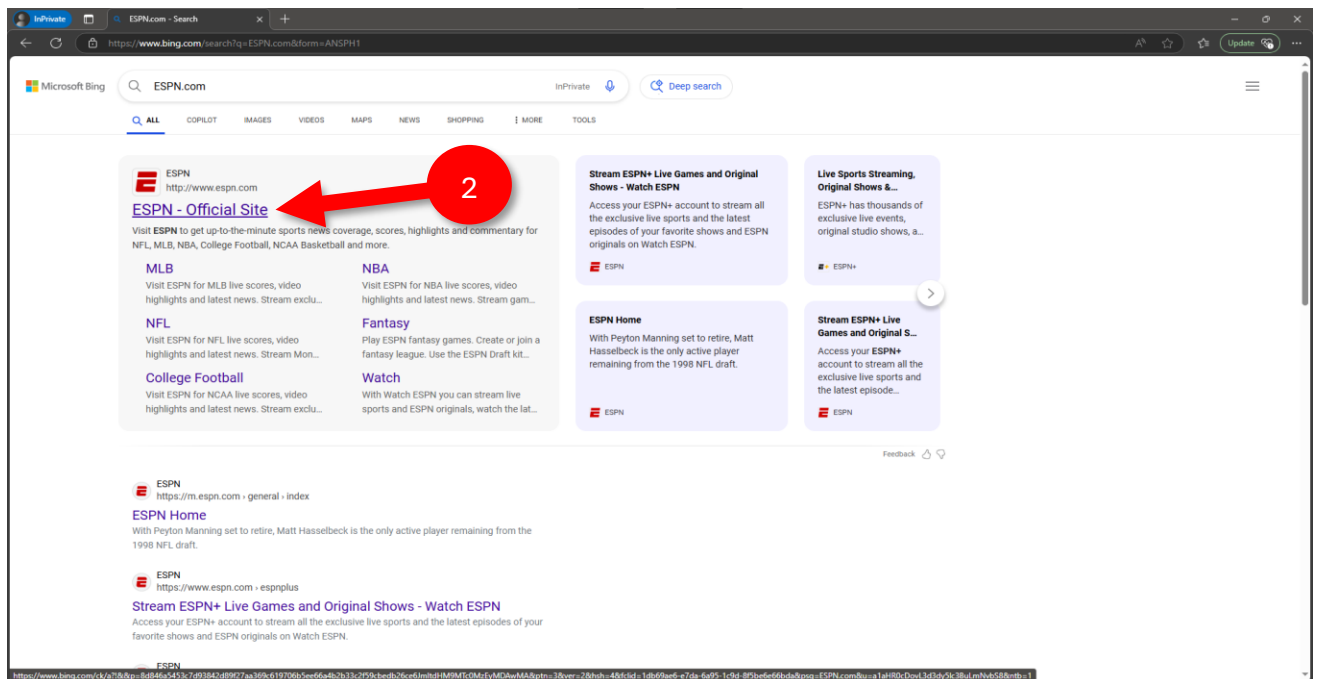 InPrivate
ESPN.com - Search
https://www.bing.com/search?q=ESPN.com&form=ANSPH1
Update
Microsoft Bing
ESPN.com
InPrivate
Deep search
ALL COPILOT IMAGES VIDEOS MAPS NEWS SHOPPING MORE TOOLS
ESPN
http://www.espn.com
2
ESPN - Official Site
Visit ESPN to get up-to-the-minute sports news coverage, scores, highlights and commentary for
NFL, MLB, NBA, College Football, NCAA Basketball and more.
MLB
Visit ESPN for MLB live scores, video
highlights and latest news. Stream exclu...
NBA
Visit ESPN for NBA live scores, video
highlights and latest news. Stream gam...
NFL
Visit ESPN for NFL live scores, video
highlights and latest news. Stream Mon...
Fantasy
Play ESPN fantasy games. Create or join a
fantasy league. Use the ESPN Draft kit...
College Football
Visit ESPN for NCAA live scores, video
highlights and latest news. Stream exclu...
Watch
With Watch ESPN you can stream live
sports and ESPN originals, watch the lat...
Stream ESPN+ Live Games and Original
Shows - Watch ESPN
Access your ESPN+ account to stream all
the exclusive live sports and the latest
episodes of your favorite shows and ESPN
originals on Watch ESPN.
ESPN
Live Sports Streaming,
Original Shows &...
ESPN+ has thousands of
exclusive live events,
original studio shows, a...
ESPN+
ESPN Home
With Peyton Manning set to retire, Matt
Hasselbeck is the only active player
remaining from the 1998 NFL draft.
ESPN
Stream ESPN+ Live
Games and Original S...
Access your ESPN+
account to stream all the
exclusive live sports and
the latest episode...
ESPN
Feedback
ESPN
https://m.espn.com › general › index
ESPN Home
With Peyton Manning set to retire, Matt Hasselbeck is the only active player remaining from the
1998 NFL draft.
ESPN
https://www.espn.com › espnplus
Stream ESPN+ Live Games and Original Shows - Watch ESPN
Access your ESPN+ account to stream all the exclusive live sports and the latest episodes of your
favorite shows and ESPN originals on Watch ESPN.
ESPN